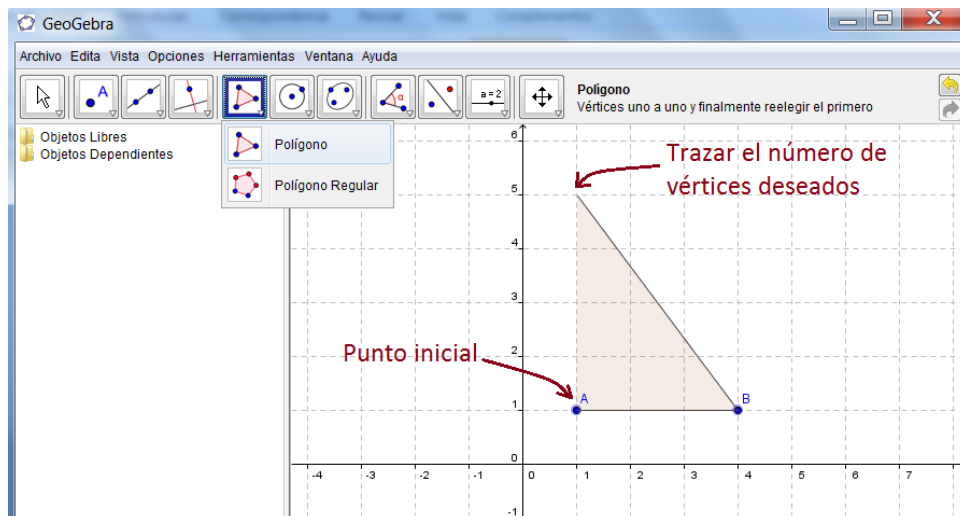 GeoGebra
Archivo Edita Vista Opciones Herramientas Ventana Ayuda
A
α
a = 2
Polígono
Vértices uno a uno y finalmente reelegir el primero
Objetos Libres
Objetos Dependientes
Polígono
Polígono Regular
Trazar el número de
vértices deseados
Punto inicial
A
B
6
5
4
3
2
1
0
-1
-4 -3 -2 -1 0 1 2 3 4 5 6 7